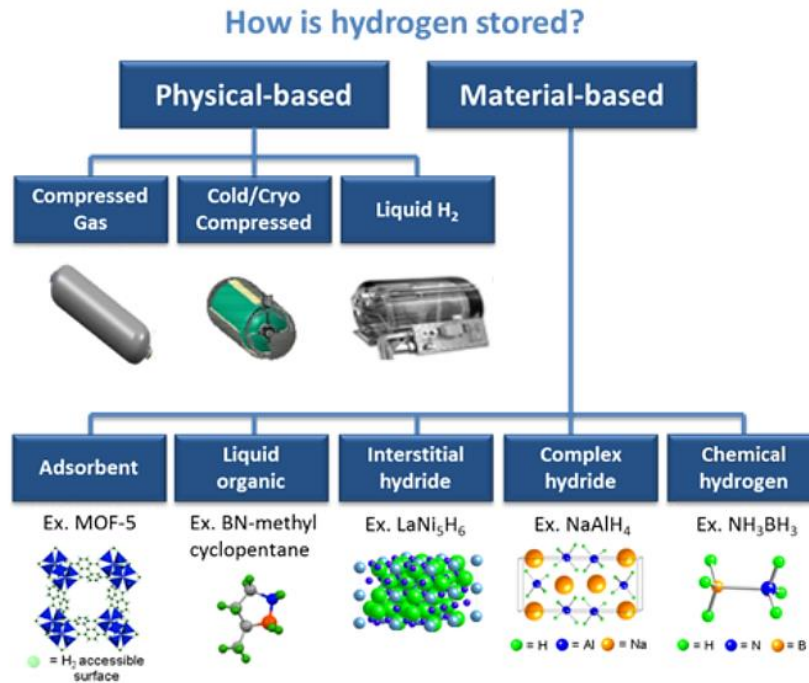 How is hydrogen stored?
Physical-based
Material-based
Compressed
Gas
Cold/Cryo
Compressed
Liquid H₂
Adsorbent
Liquid
organic
Interstitial
hydride
Complex
hydride
Chemical
hydrogen
Ex. MOF-5
Ex. BN-methyl
cyclopentane
Ex. LaNi₅H₆
Ex. NaAlH₄
Ex. NH₃BH₃
= H₂ accessible
surface
= H = Al = Na
= H = N = B